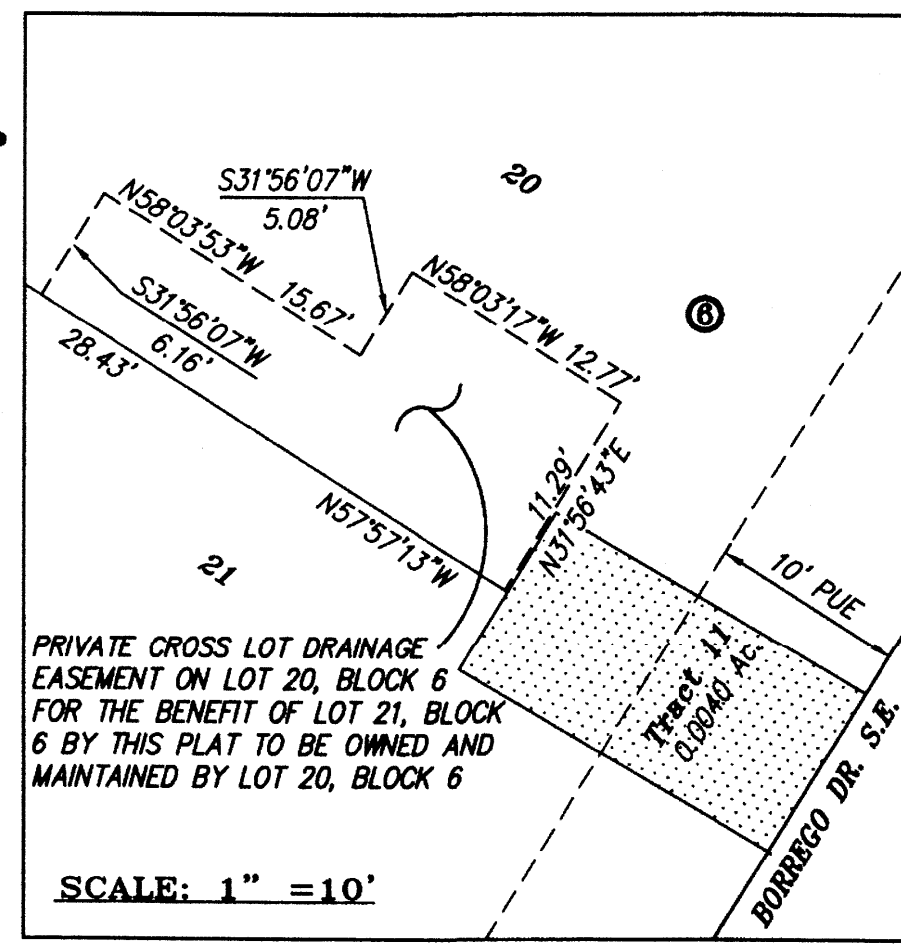 20
S31°56'07"W
5.08'
N58°03'53"W 15.67'
N58°03'17"W 12.77'
6
S31°56'07"W
6.16'
28.43'
11.29'
N31°56'43"E
N57°57'13"W
21
10' PUE
Tract 11
0.0040 Ac.
PRIVATE CROSS LOT DRAINAGE
EASEMENT ON LOT 20, BLOCK 6
FOR THE BENEFIT OF LOT 21, BLOCK
6 BY THIS PLAT TO BE OWNED AND
MAINTAINED BY LOT 20, BLOCK 6
BORREGO DR. S.E.
SCALE: 1" =10'